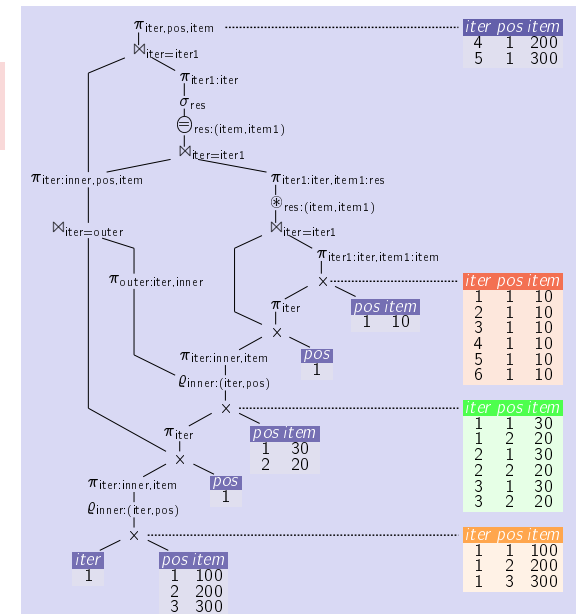 π iter,pos,item
iter pos item
4 1 200
5 1 300
⋈ iter=iter1
π iter1:iter
σ res
= res:(item,item1)
⋈ iter=iter1
π iter:inner,pos,item
π iter1:iter,item1:res
⊛ res:(item,item1)
⋈ iter=outer
⋈ iter=iter1
π iter1:iter,item1:item
π outer:iter,inner
×
iter pos item
1 1 10
2 1 10
3 1 10
4 1 10
5 1 10
6 1 10
π iter
pos item
1 10
×
π iter:inner,item
pos
1
ϱ inner:(iter,pos)
×
iter pos item
1 1 30
1 2 20
2 1 30
2 2 20
3 1 30
3 2 20
π iter
pos item
1 30
2 20
×
π iter:inner,item
pos
1
ϱ inner:(iter,pos)
×
iter pos item
1 1 100
1 2 200
1 3 300
iter
1
pos item
1 100
2 200
3 300